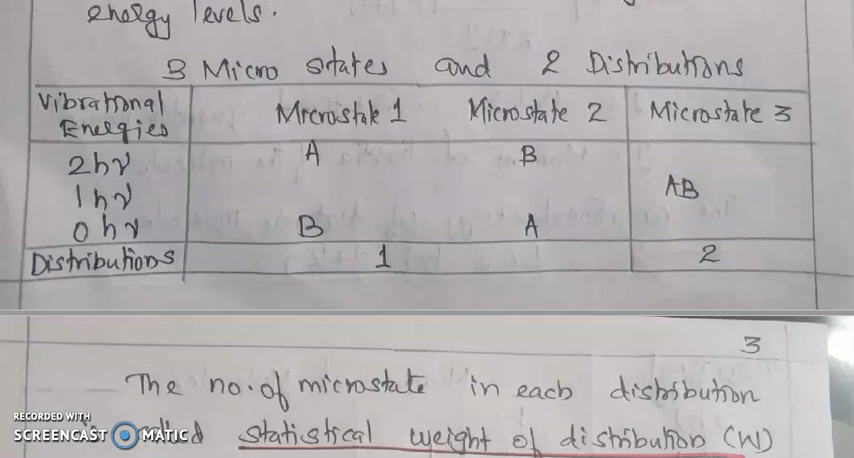 energy levels.
3 Micro states and 2 Distributions
Vibrational Energies Microstate 1 Microstate 2 Microstate 3
2hν A B
1hν AB
0hν B A
Distributions 1 2
3
The no. of microstate in each distribution
RECORDED WITH
SCREENCAST O MATIC
statistical weight of distribution (W)